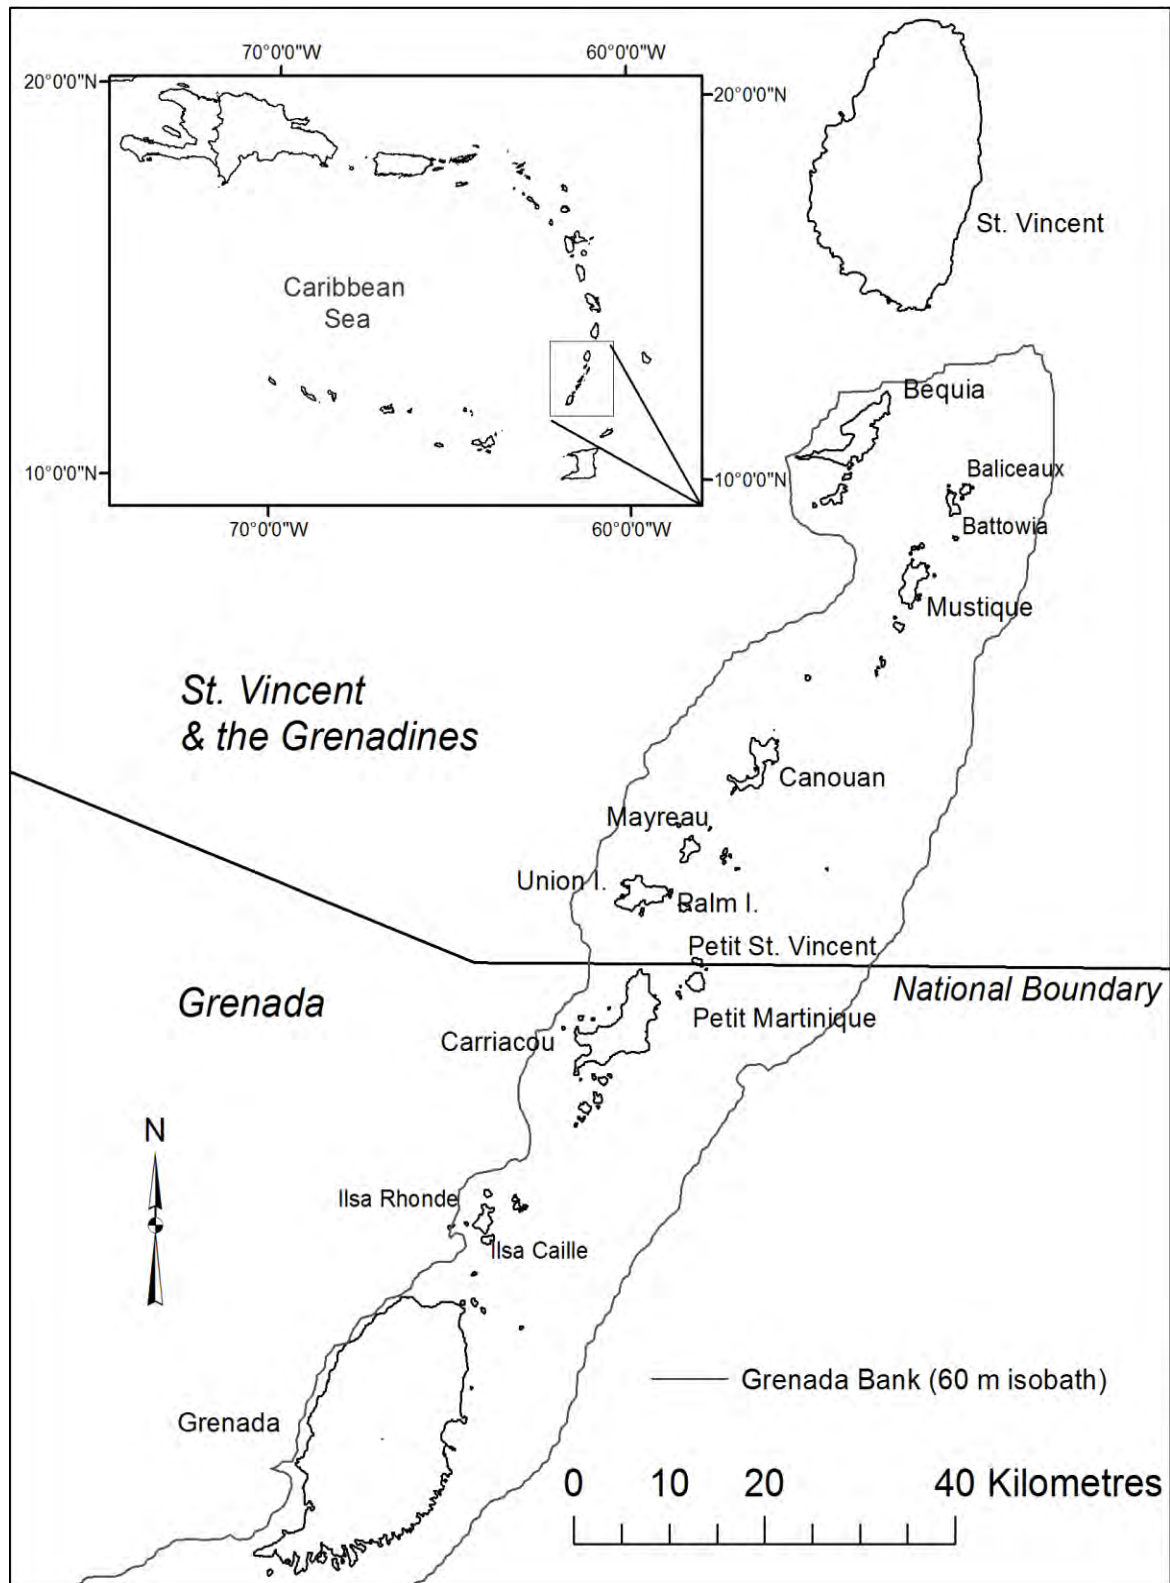 70°0'0"W
60°0'0"W
20°0'0"N
20°0'0"N
Caribbean
Sea
10°0'0"N
10°0'0"N
70°0'0"W
60°0'0"W
St. Vincent
Bequia
Baliceaux
Battowia
Mustique
St. Vincent
& the Grenadines
Canouan
Mayreau
Union I.
Palm I.
Petit St. Vincent
National Boundary
Grenada
Petit Martinique
Carriacou
N
Ilsa Rhonde
Ilsa Caille
Grenada Bank (60 m isobath)
Grenada
0 10 20 40 Kilometres